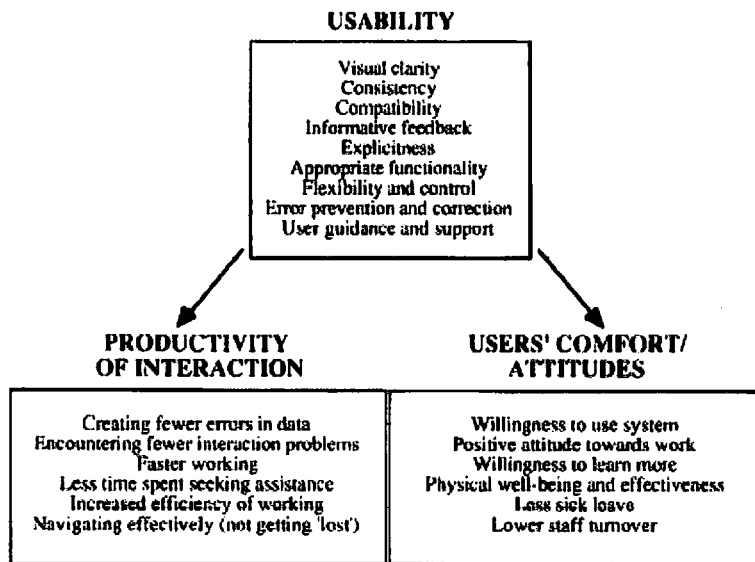 USABILITY
Visual clarity
Consistency
Compatibility
Informative feedback
Explicitness
Appropriate functionality
Flexibility and control
Error prevention and correction
User guidance and support
PRODUCTIVITY
OF INTERACTION
Creating fewer errors in data
Encountering fewer interaction problems
Faster working
Less time spent seeking assistance
Increased efficiency of working
Navigating effectively (not getting 'lost')
USERS' COMFORT/
ATTITUDES
Willingness to use system
Positive attitude towards work
Willingness to learn more
Physical well-being and effectiveness
Less sick leave
Lower staff turnover